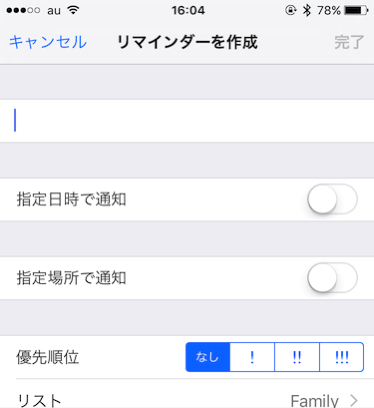 au 16:04 78%
キャンセル リマインダーを作成 完了
指定日時で通知
指定場所で通知
優先順位 なし ! !! !!!
リスト Family